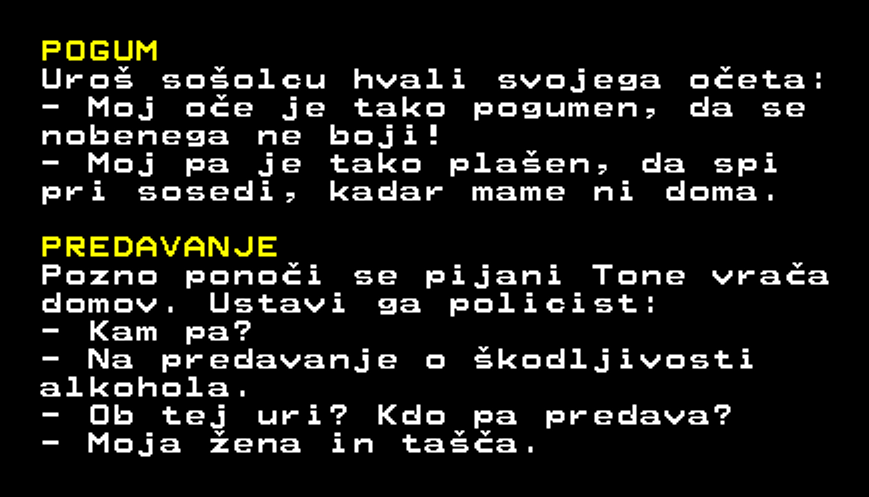 POGUM
Uroš sošolcu hvali svojega očeta:
- Moj oče je tako pogumen, da se
nobenega ne boji!
- Moj pa je tako plašen, da spi
pri sosedi, kadar mame ni doma.
PREDAVANJE
Pozno ponoči se pijani Tone vrača
domov. Ustavi ga policist:
- Kam pa?
- Na predavanje o škodljivosti
alkohola.
- Ob tej uri? Kdo pa predava?
- Moja žena in tašča.